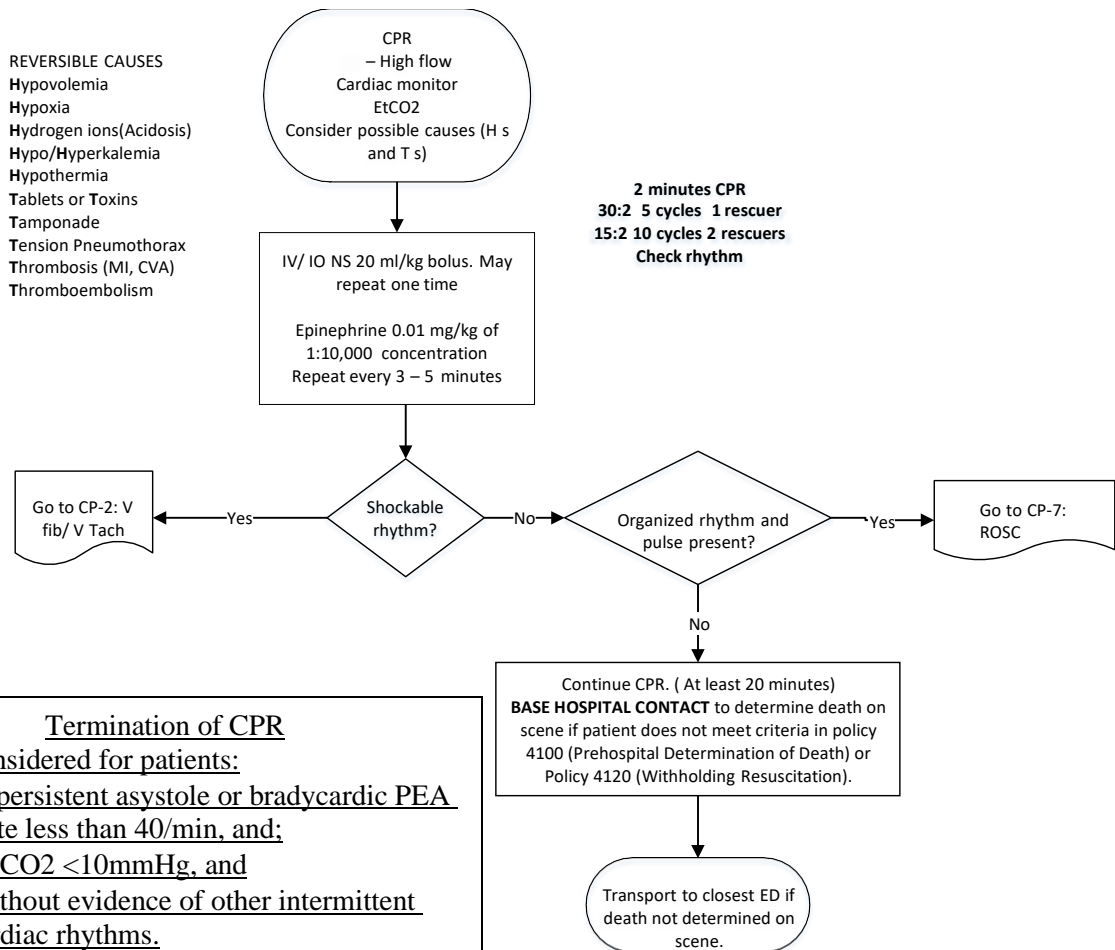 REVERSIBLE CAUSES
Hypovolemia
Hypoxia
Hydrogen ions(Acidosis)
Hypo/Hyperkalemia
Hypothermia
Tablets or Toxins
Tamponade
Tension Pneumothorax
Thrombosis (MI, CVA)
Thromboembolism
CPR
– High flow
Cardiac monitor
EtCO2
Consider possible causes (H s
and T s)
2 minutes CPR
30:2 5 cycles 1 rescuer
15:2 10 cycles 2 rescuers
Check rhythm
IV/ IO NS 20 ml/kg bolus. May
repeat one time
Epinephrine 0.01 mg/kg of
1:10,000 concentration
Repeat every 3 – 5 minutes
Shockable
rhythm?
Yes
Go to CP-2: V
fib/ V Tach
No
Organized rhythm and
pulse present?
Yes
Go to CP-7:
ROSC
No
Continue CPR. ( At least 20 minutes)
BASE HOSPITAL CONTACT to determine death on
scene if patient does not meet criteria in policy
4100 (Prehospital Determination of Death) or
Policy 4120 (Withholding Resuscitation).
Transport to closest ED if
death not determined on
scene.
Termination of CPR
for patients:
persistent asystole or bradycardic PEA
less than 40/min, and;
CO2 <10mmHg, and
without evidence of other intermittent
rhythms.